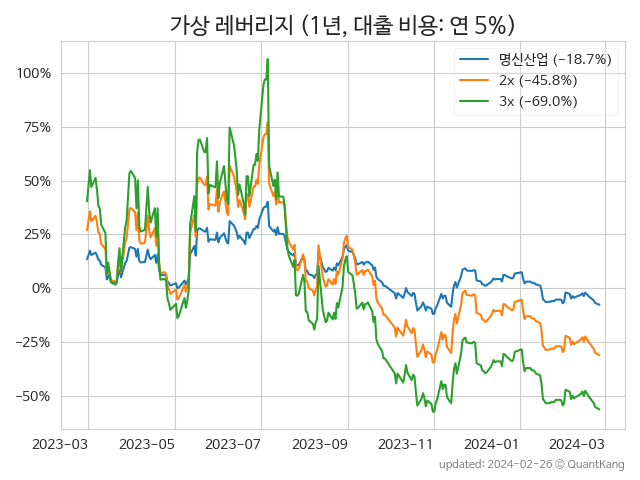 가상 레버리지 (1년, 대출 비용: 연 5%)
명신산업 (−18.7%)
2x (−45.8%)
3x (−69.0%)
100%
75%
50%
25%
0%
−25%
−50%
2023-03 2023-05 2023-07 2023-09 2023-11 2024-01 2024-03
updated: 2024-02-26 © QuantKang